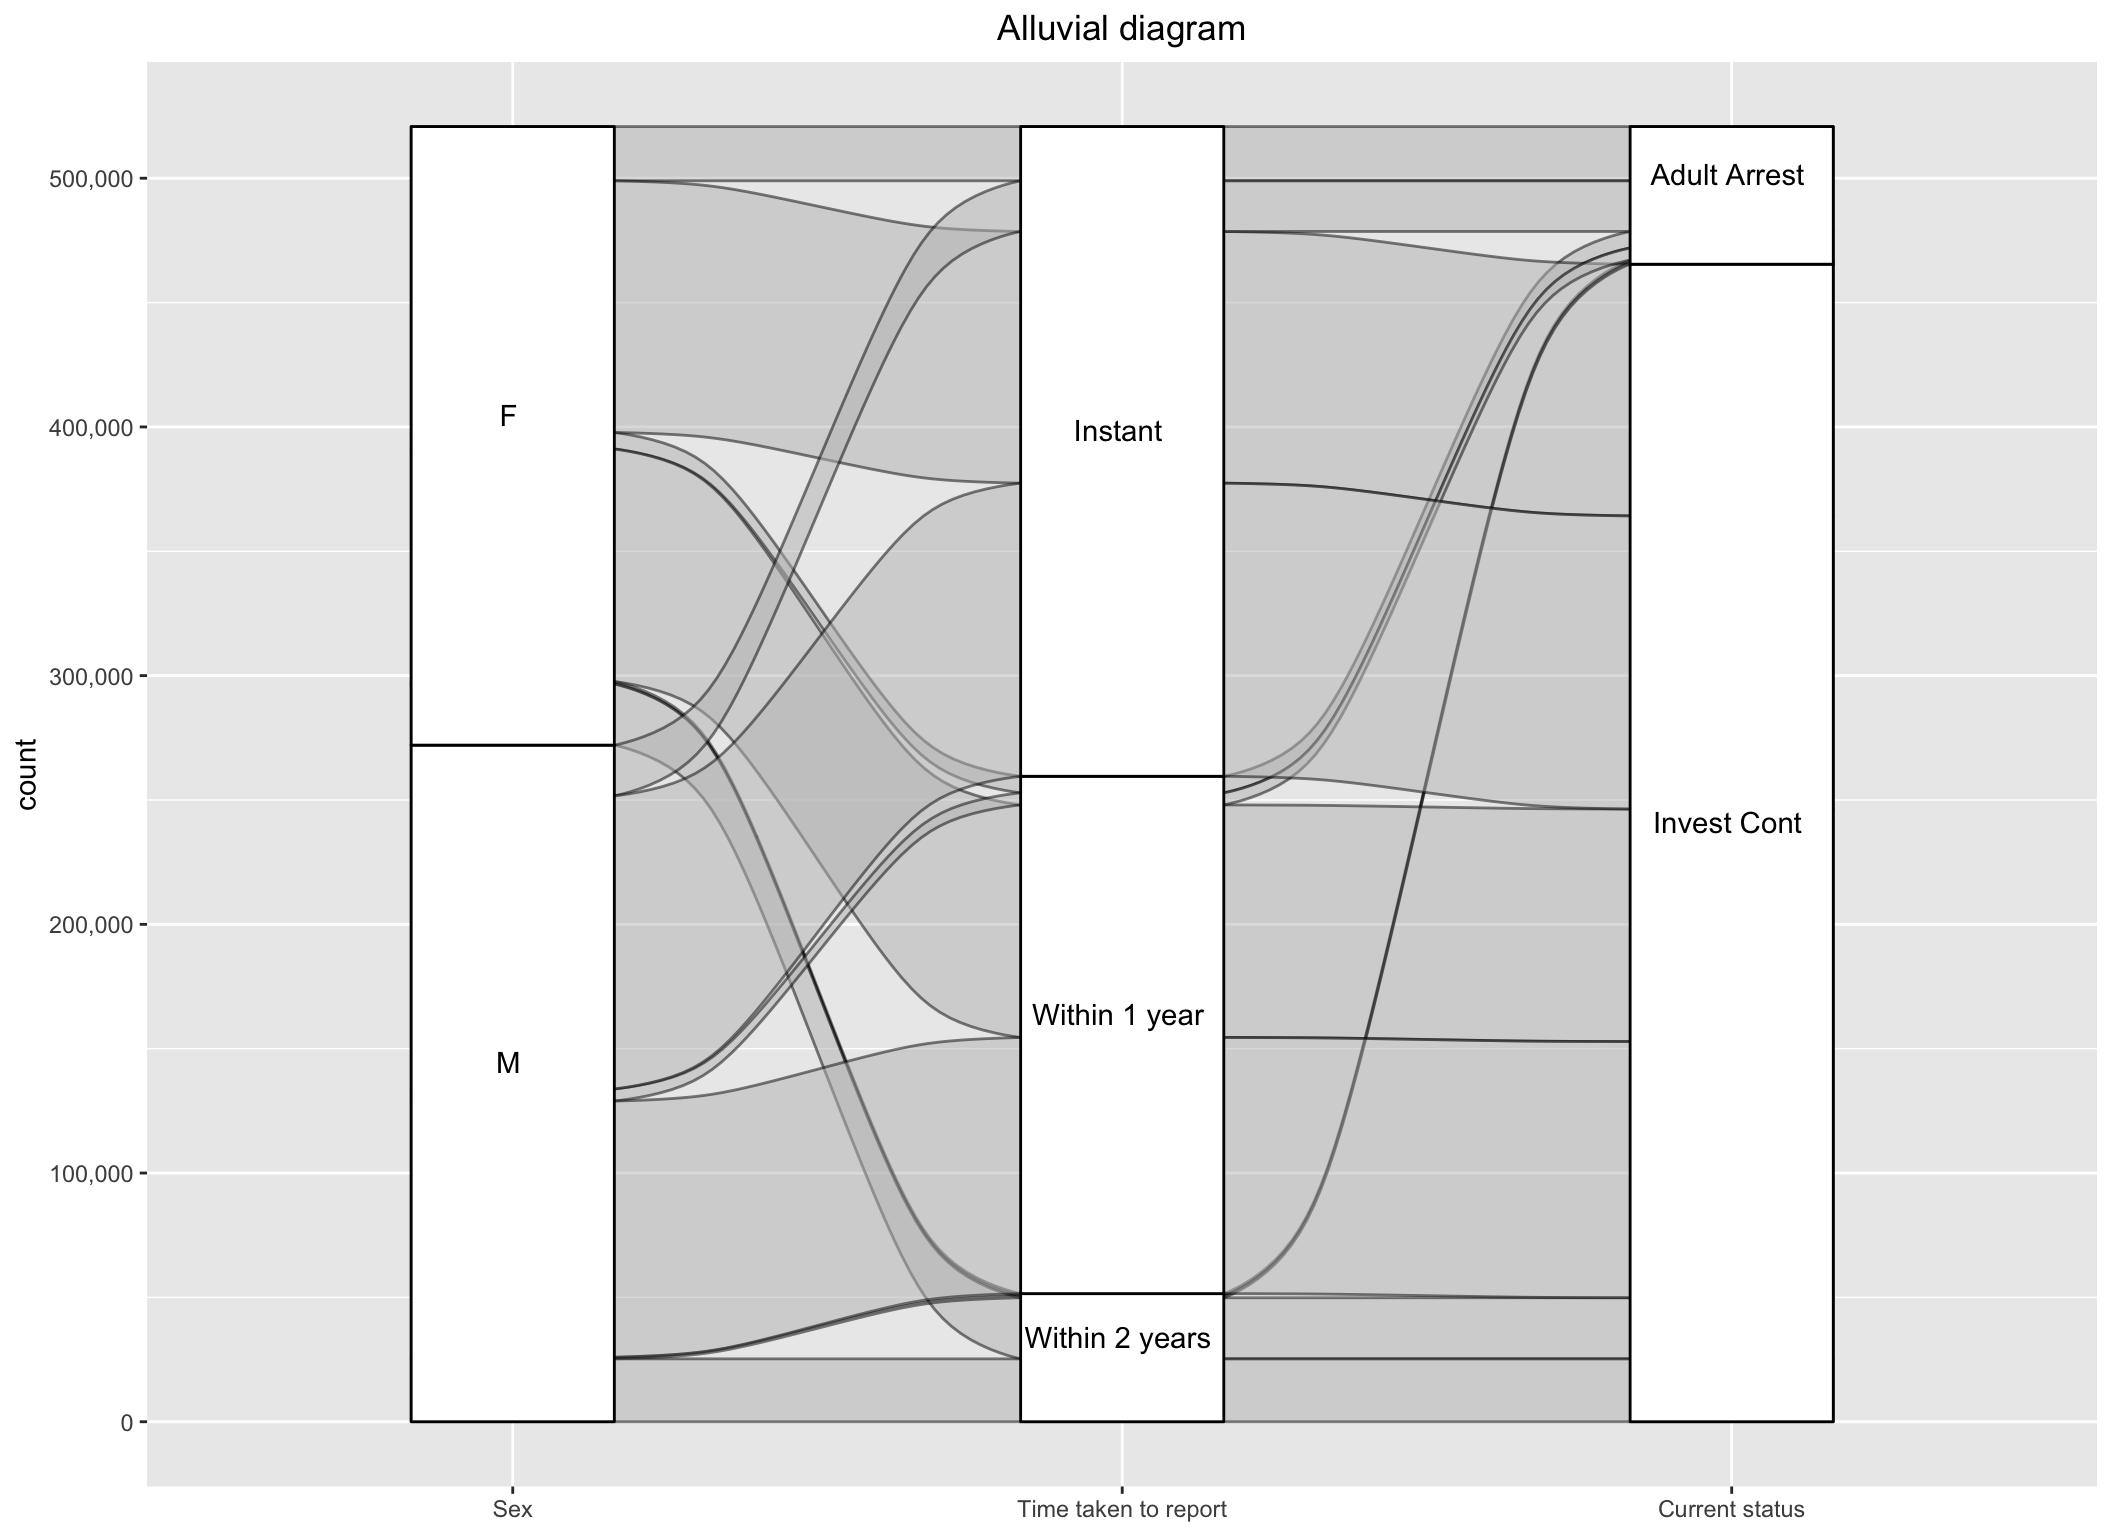 Alluvial diagram
500,000
400,000
300,000
200,000
100,000
0
count
F
M
Instant
Within 1 year
Within 2 years
Adult Arrest
Invest Cont
Sex
Time taken to report
Current status